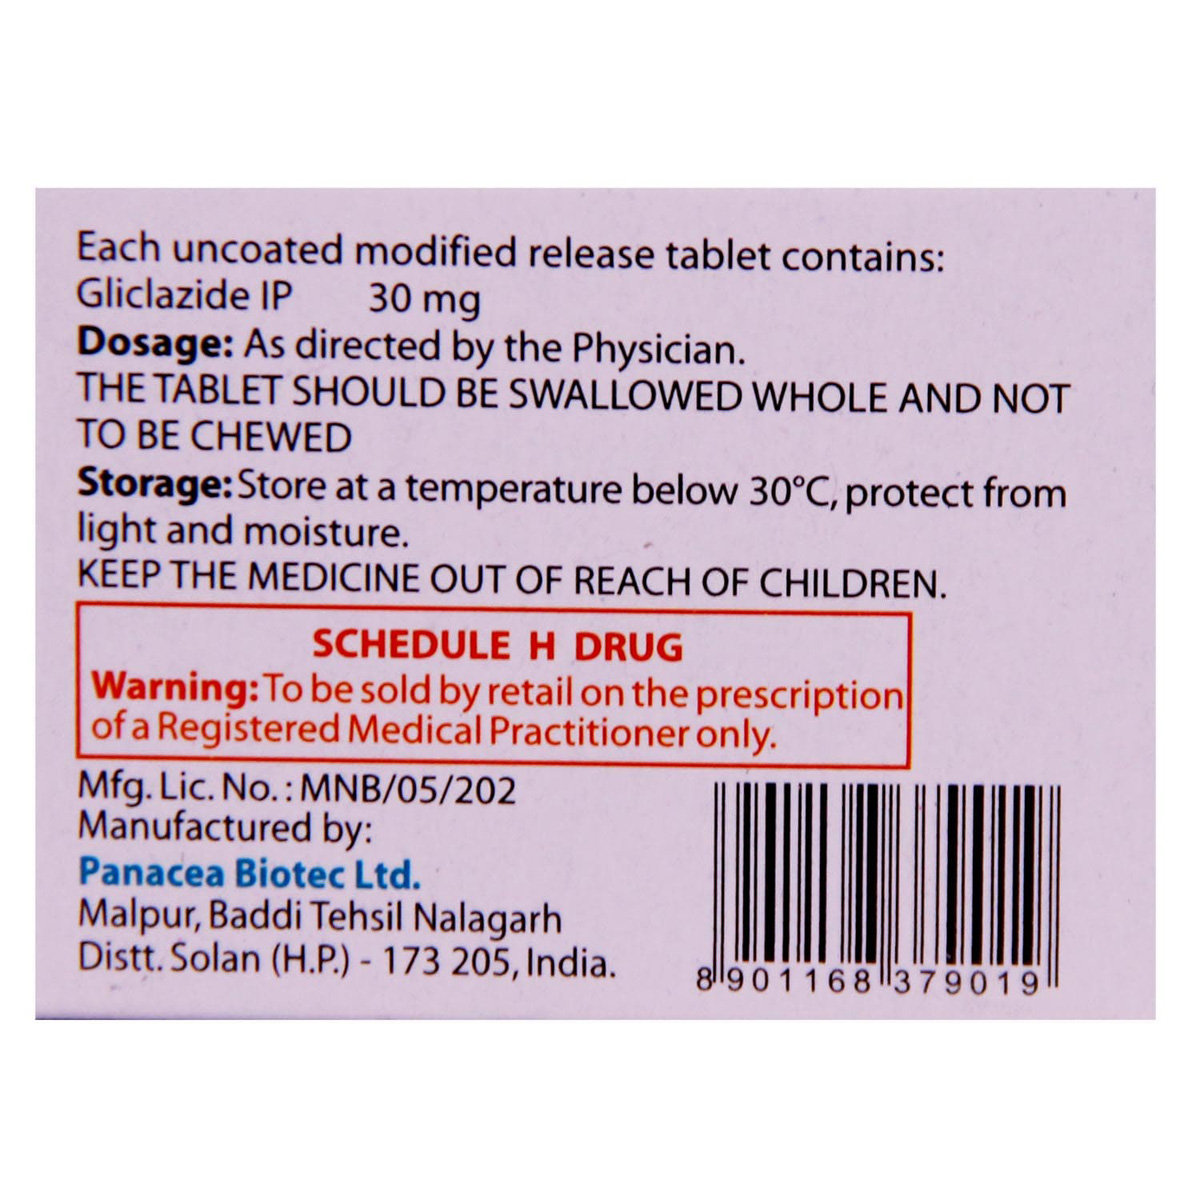 Each uncoated modified release tablet contains:
Gliclazide IP 30 mg
Dosage: As directed by the Physician.
THE TABLET SHOULD BE SWALLOWED WHOLE AND NOT
TO BE CHEWED
Storage: Store at a temperature below 30°C, protect from
light and moisture.
KEEP THE MEDICINE OUT OF REACH OF CHILDREN.
SCHEDULE H DRUG
Warning: To be sold by retail on the prescription
of a Registered Medical Practitioner only.
Mfg. Lic. No. : MNB/05/202
Manufactured by:
Panacea Biotec Ltd.
Malpur, Baddi Tehsil Nalagarh
Distt. Solan (H.P.) - 173 205, India.
8 901168 379019